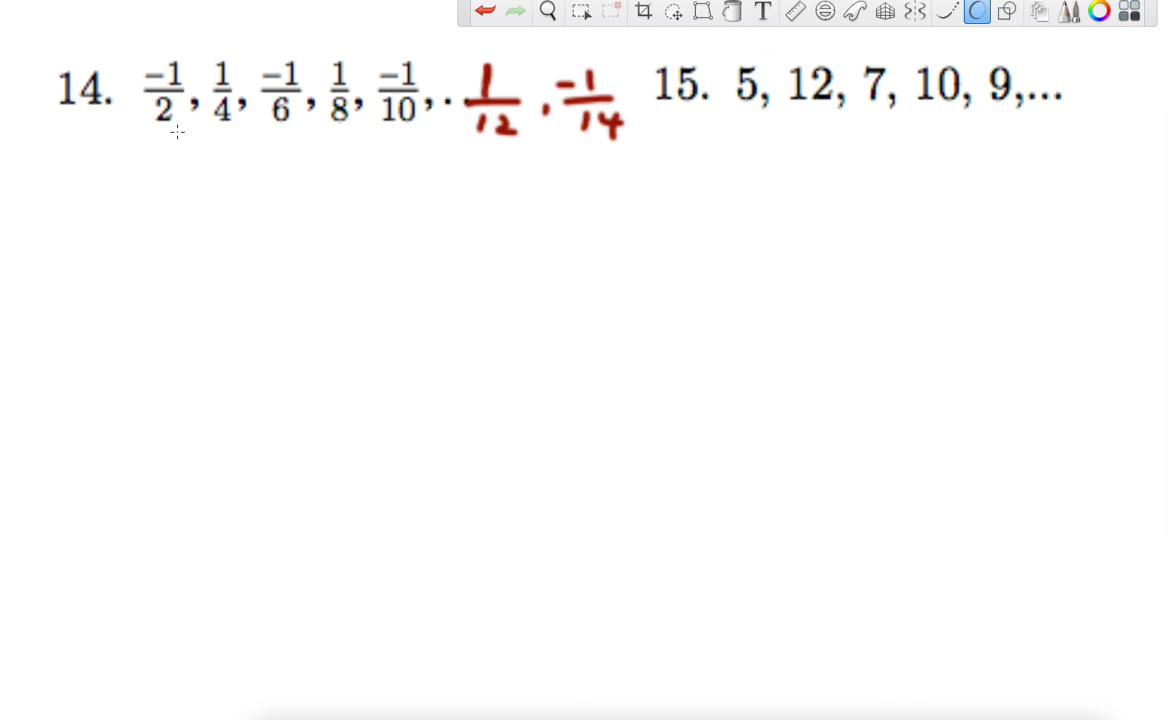 14. -1/2, 1/4, -1/6, 1/8, -1/10, . . 1/12 , -1/14
15. 5, 12, 7, 10, 9,...